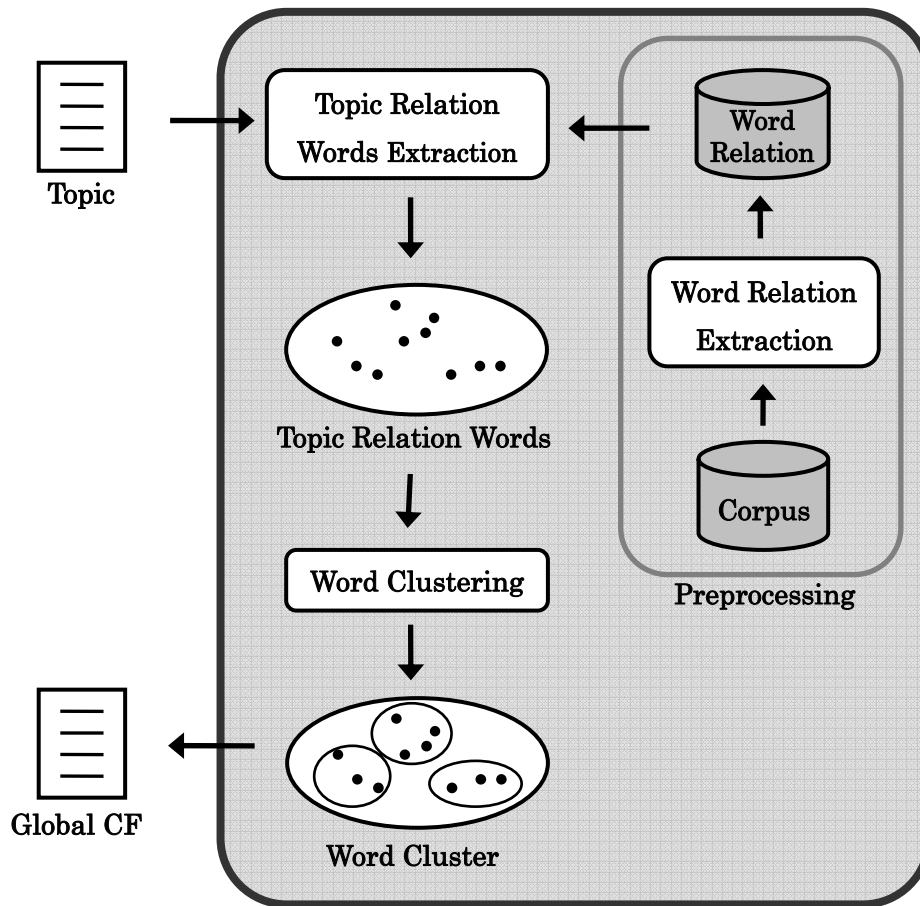 Topic
Topic Relation
Words Extraction
Word
Relation
Word Relation
Extraction
Corpus
Preprocessing
Topic Relation Words
Word Clustering
Word Cluster
Global CF